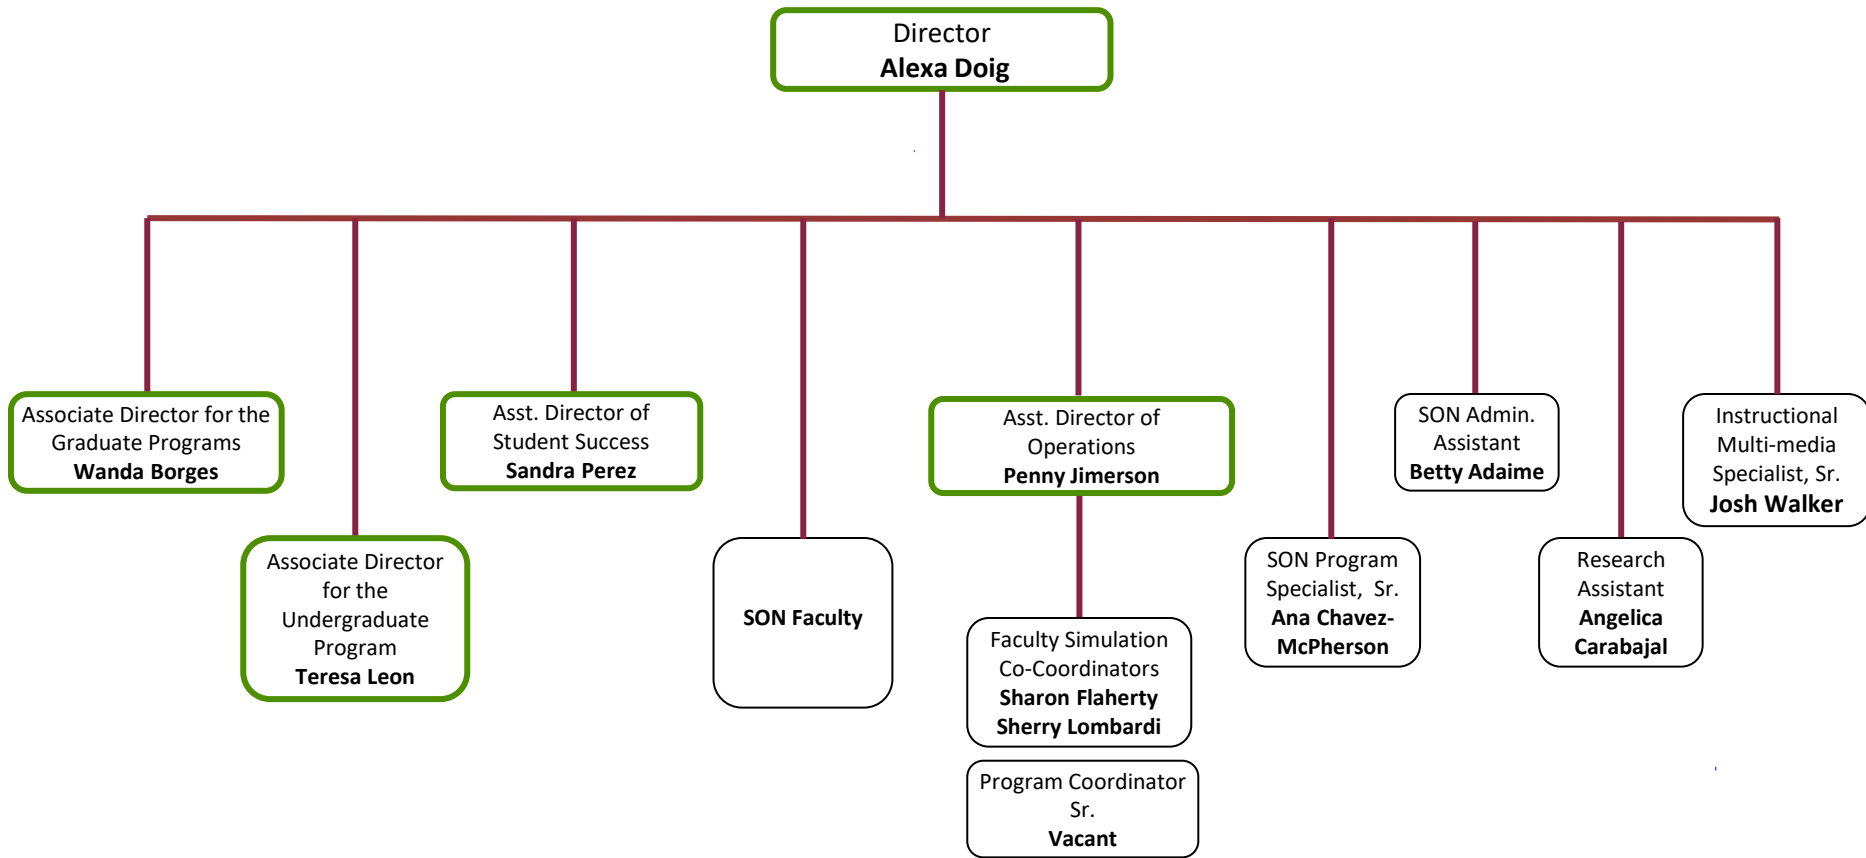 Director
Alexa Doig
Associate Director for the
Graduate Programs
Wanda Borges
Associate Director
for the
Undergraduate
Program
Teresa Leon
Asst. Director of
Student Success
Sandra Perez
SON Faculty
Asst. Director of
Operations
Penny Jimerson
Faculty Simulation
Co-Coordinators
Sharon Flaherty
Sherry Lombardi
Program Coordinator
Sr.
Vacant
SON Program
Specialist, Sr.
Ana Chavez-
McPherson
SON Admin.
Assistant
Betty Adaime
Research
Assistant
Angelica
Carabajal
Instructional
Multi-media
Specialist, Sr.
Josh Walker